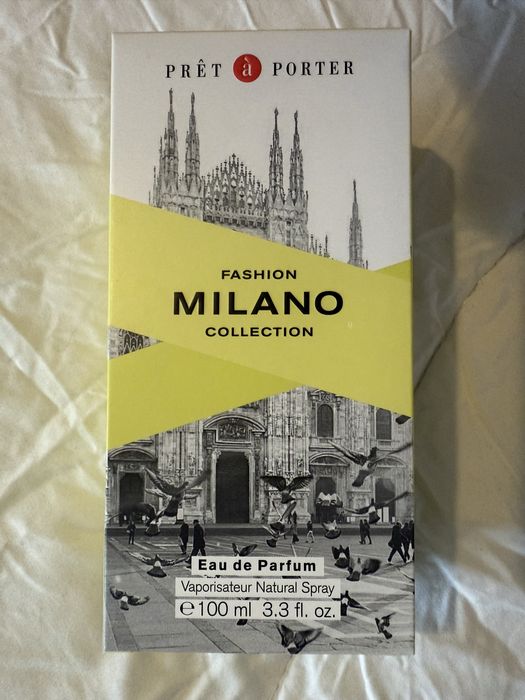 PRÊT à PORTER
FASHION
MILANO
COLLECTION
Eau de Parfum
Vaporisateur Natural Spray
℮100 ml 3.3 fl. oz.